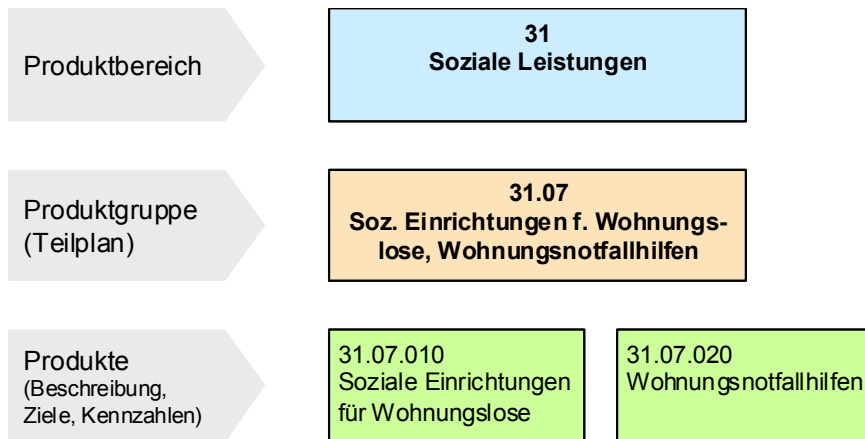 Produktbereich
31
Soziale Leistungen
Produktgruppe
(Teilplan)
31.07
Soz. Einrichtungen f. Wohnungs-
lose, Wohnungsnotfallhilfen
Produkte
(Beschreibung,
Ziele, Kennzahlen)
31.07.010
Soziale Einrichtungen
für Wohnungslose
31.07.020
Wohnungsnotfallhilfen